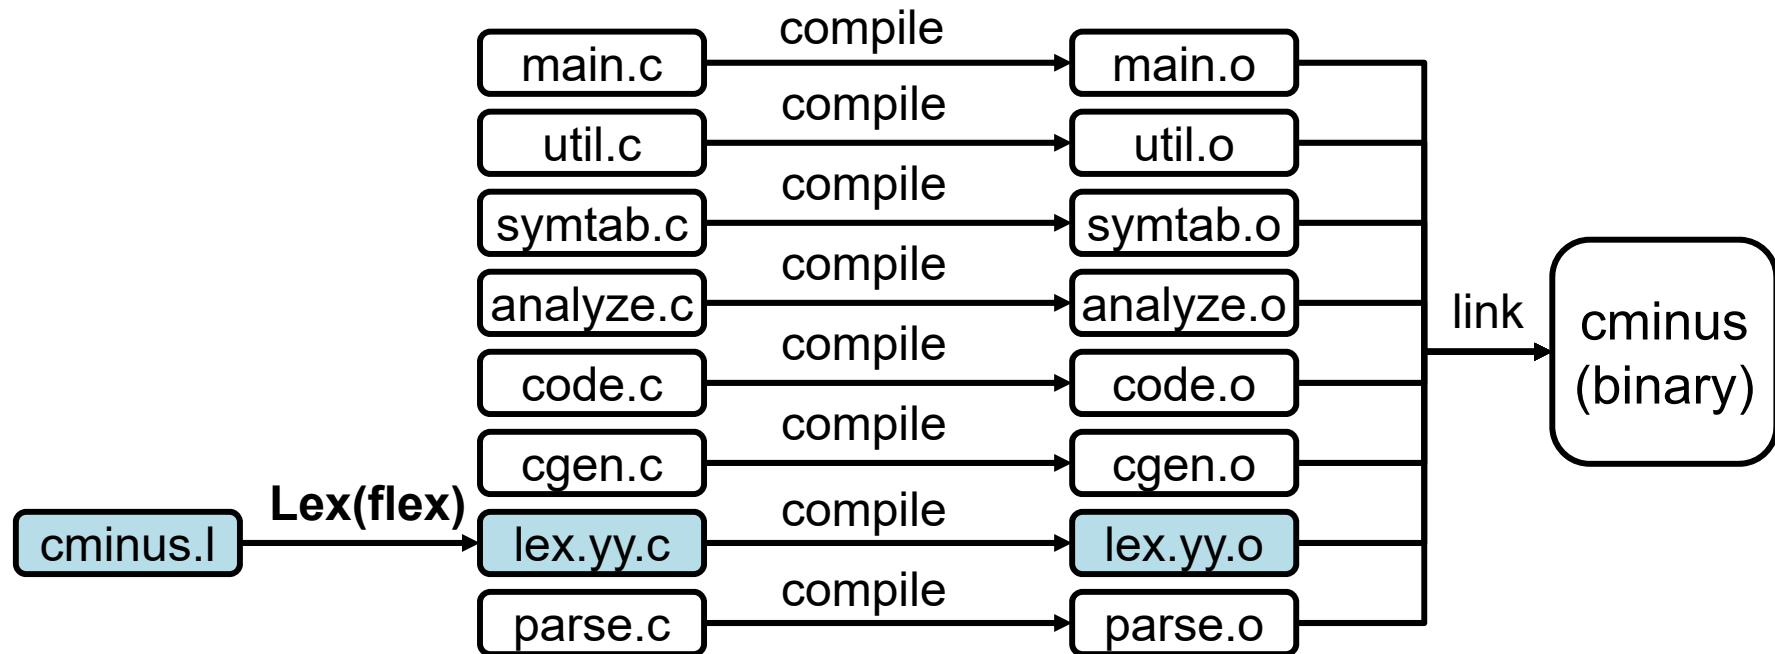 compile
main.c
main.o
compile
util.c
util.o
compile
symtab.c
symtab.o
compile
analyze.c
analyze.o
link
cminus
(binary)
compile
code.c
code.o
compile
cgen.c
cgen.o
Lex(flex)
compile
cminus.l
lex.yy.c
lex.yy.o
compile
parse.c
parse.o